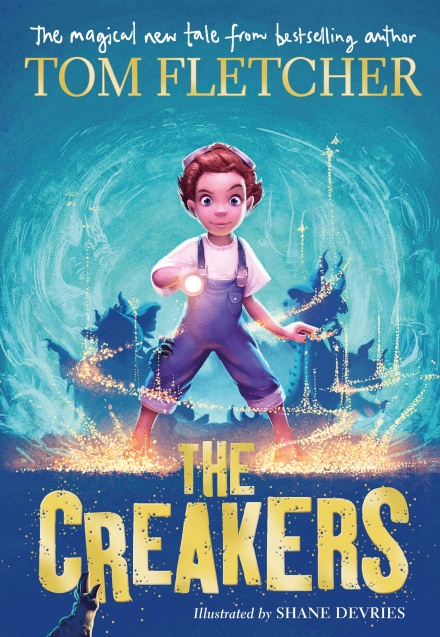 The magical new tale from bestselling author
TOM FLETCHER
THE
CREAKERS
Illustrated by SHANE DEVRIES